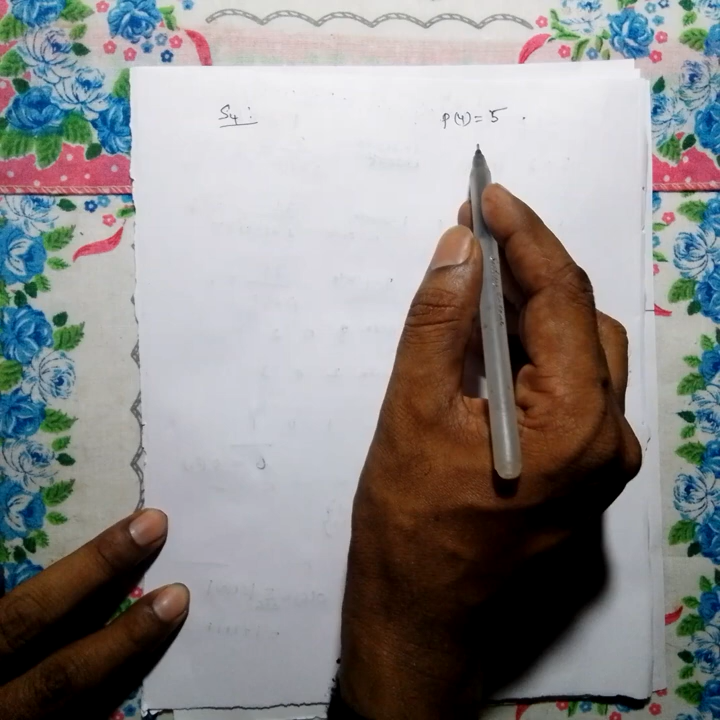 S₄ :
p(4) = 5 .